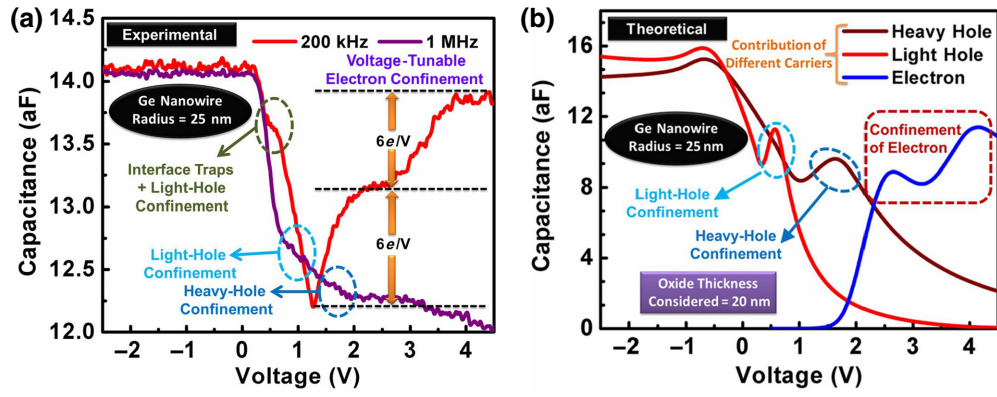 (a)
Experimental
200 kHz
1 MHz
Voltage-Tunable
Electron Confinement
Ge Nanowire
Radius = 25 nm
6e/V
6e/V
Interface Traps
+ Light-Hole
Confinement
Light-Hole
Confinement
Heavy-Hole
Confinement
Capacitance (aF)
14.5
14.0
13.5
13.0
12.5
12.0
−2 −1 0 1 2 3 4
Voltage (V)
(b)
Theoretical
Contribution of
Different Carriers
Heavy Hole
Light Hole
Electron
Ge Nanowire
Radius = 25 nm
Confinement
of Electron
Light-Hole
Confinement
Heavy-Hole
Confinement
Oxide Thickness
Considered = 20 nm
Capacitance (aF)
16
12
8
4
0
−2 −1 0 1 2 3 4
Voltage (V)